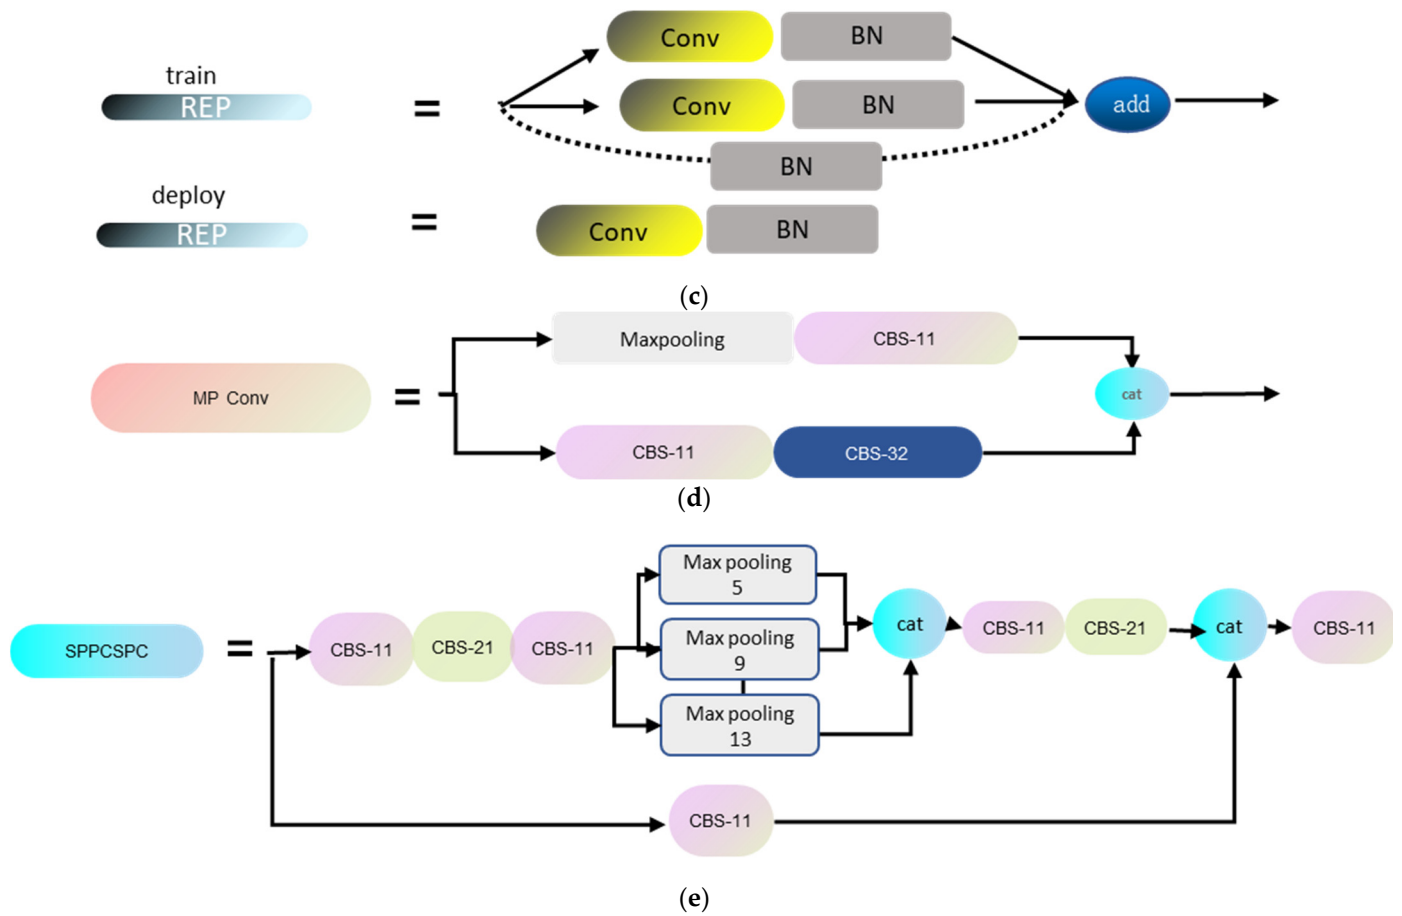 train
REP
=
Conv
BN
Conv
BN
BN
add
deploy
REP
=
Conv
BN
(c)
MP Conv
=
Maxpooling
CBS-11
CBS-11
CBS-32
cat
(d)
SPPCSPC
=
CBS-11
CBS-21
CBS-11
Max pooling
5
Max pooling
9
Max pooling
13
cat
CBS-11
CBS-21
cat
CBS-11
CBS-11
(e)